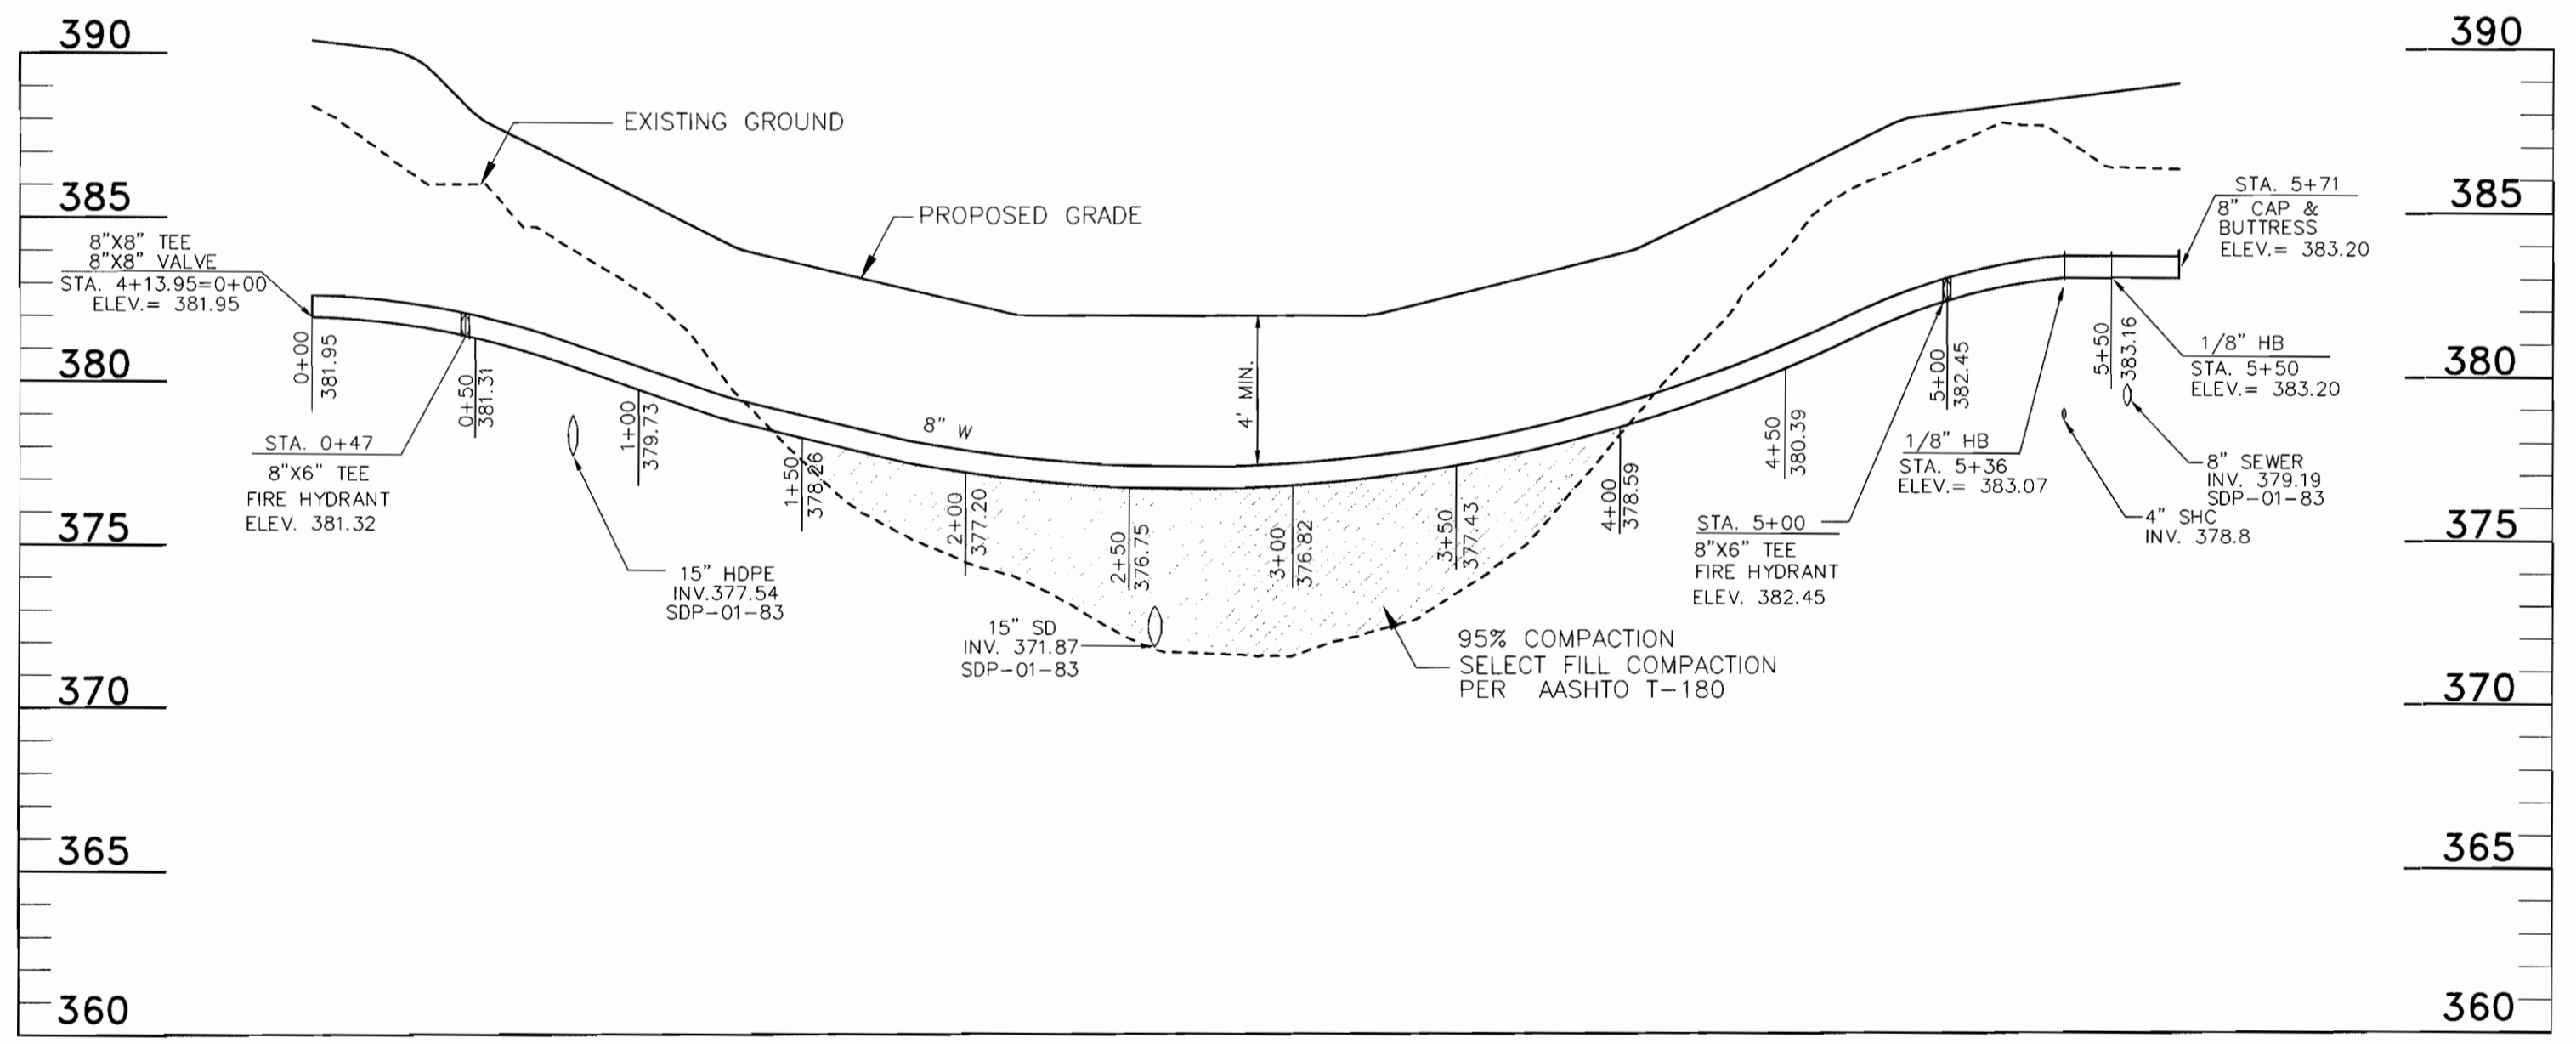 390
385
380
375
370
365
360
8"X8" TEE
8"X8" VALVE
STA. 4+13.95=0+00
ELEV.= 381.95
EXISTING GROUND
PROPOSED GRADE
0+00
381.95
0+50
381.31
STA. 0+47
8"X6" TEE
FIRE HYDRANT
ELEV. 381.32
1+00
379.73
15" HDPE
INV.377.54
SDP-01-83
1+50
378.26
8" W
2+00
377.20
15" SD
INV. 371.87
SDP-01-83
2+50
376.75
4' MIN.
3+00
376.82
3+50
377.43
95% COMPACTION
SELECT FILL COMPACTION
PER AASHTO T-180
4+00
378.59
4+50
380.39
STA. 5+00
8"X6" TEE
FIRE HYDRANT
ELEV. 382.45
5+00
382.45
1/8" HB
STA. 5+36
ELEV.= 383.07
5+50
383.16
STA. 5+71
8" CAP &
BUTTRESS
ELEV.= 383.20
1/8" HB
STA. 5+50
ELEV.= 383.20
8" SEWER
INV. 379.19
SDP-01-83
4" SHC
INV. 378.8
390
385
380
375
370
365
360